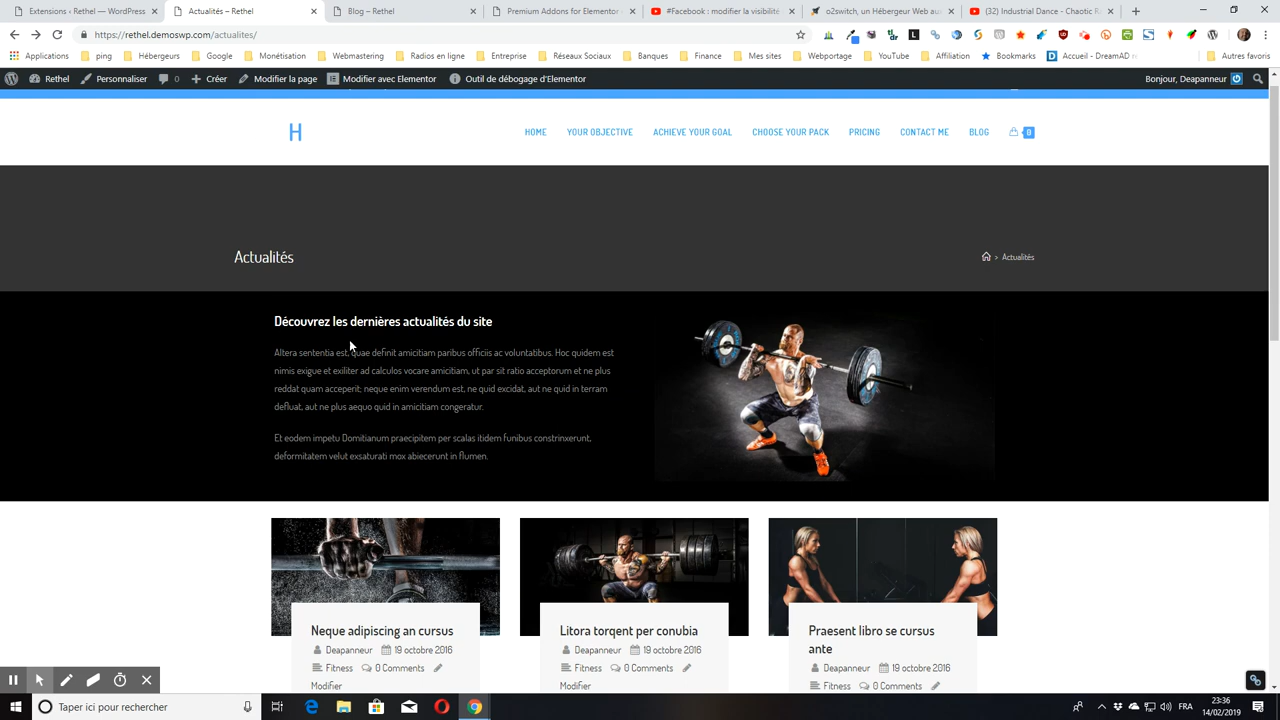 Extensions ‹ Rethel — WordPress
Actualités – Rethel
Blog – Rethel
Premium Addons for Elementor
#Facebook : modifier la visibilité
o2switch, un Hébergeur Web au
(32) Industrial Dance - Chaotic Ra
https://rethel.demoswp.com/actualites/
Applications
ping
Hébergeurs
Google
Monétisation
Webmastering
Radios en ligne
Entreprise
Réseaux Sociaux
Banques
Finance
Mes sites
Webportage
YouTube
Affiliation
Bookmarks
Accueil - DreamAD
Autres favoris
Rethel
Personnaliser
0
Créer
Modifier la page
Modifier avec Elementor
Outil de débogage d'Elementor
Bonjour, Deapanneur
H
HOME
YOUR OBJECTIVE
ACHIEVE YOUR GOAL
CHOOSE YOUR PACK
PRICING
CONTACT ME
BLOG
0
Actualités
> Actualités
Découvrez les dernières actualités du site
Altera sententia est, quae definit amicitiam paribus officiis ac voluntatibus. Hoc quidem est
nimis exigue et exiliter ad calculos vocare amicitiam, ut par sit ratio acceptorum et ne plus
reddat quam acceperit; neque enim verendum est, ne quid excidat, aut ne quid in terram
defluat, aut ne plus aequo quid in amicitiam congeratur.
Et eodem impetu Domitianum praecipitem per scalas itidem funibus constrinxerunt,
deformitatem velut exsaturati mox abiecerunt in flumen.
Neque adipiscing an cursus
Deapanneur 19 octobre 2016
Fitness 0 Comments
Modifier
Litora torqent per conubia
Deapanneur 19 octobre 2016
Fitness 0 Comments
Modifier
Praesent libro se cursus
ante
Deapanneur 19 octobre 2016
Fitness 0 Comments
Taper ici pour rechercher
FRA
23:36
14/02/2019